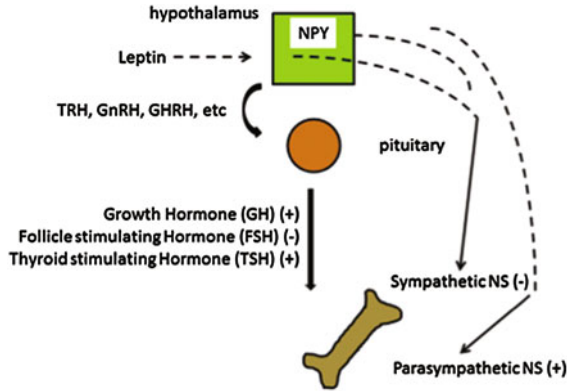 hypothalamus
NPY
Leptin
TRH, GnRH, GHRH, etc
pituitary
Growth Hormone (GH) (+)
Follicle stimulating Hormone (FSH) (-)
Thyroid stimulating Hormone (TSH) (+)
Sympathetic NS (-)
Parasympathetic NS (+)